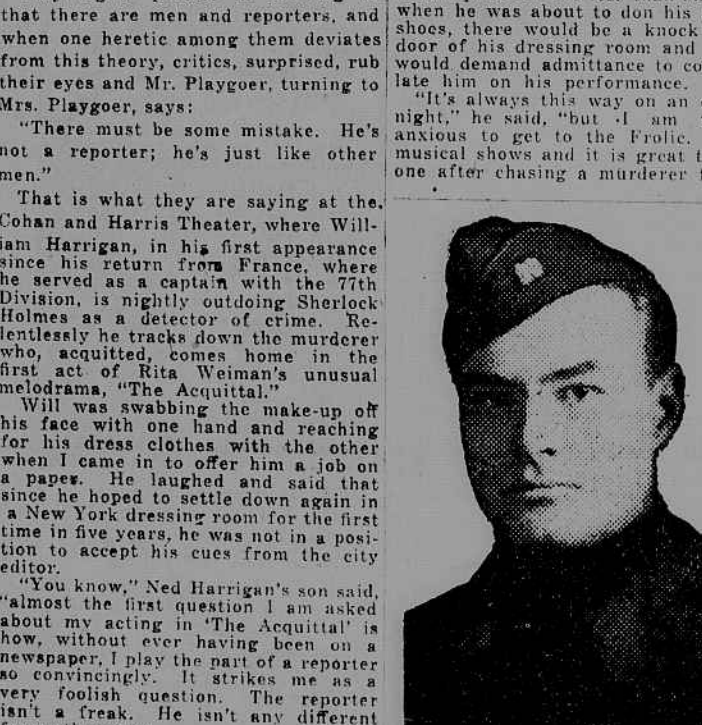 that there are men and reporters, and
when one heretic among them deviates
from this theory, critics, surprised, rub
their eyes and Mr. Playgoer, turning to
Mrs. Playgoer, says:
"There must be some mistake. He's
not a reporter; he's just like other
men."
That is what they are saying at the,
Cohan and Harris Theater, where Will-
iam Harrigan, in his first appearance
since his return from France, where
he served as a captain with the 77th
Division, is nightly outdoing Sherlock
Holmes as a detector of crime. Re-
lentlessly he tracks down the murderer
who, acquitted, comes home in the
first act of Rita Weiman's unusual
melodrama, "The Acquittal."
Will was swabbing the make-up off
his face with one hand and reaching
for his dress clothes with the other
when I came in to offer him a job on
a paper. He laughed and said that
since he hoped to settle down again in
a New York dressing room for the first
time in five years, he was not in a posi-
tion to accept his cues from the city
editor.
"You know," Ned Harrigan's son said,
"almost the first question I am asked
about my acting in 'The Acquittal' is
how, without ever having been on a
newspaper, I play the part of a reporter
so convincingly. It strikes me as a
very foolish question. The reporter
isn't a freak. He isn't any different
when he was about to don his
shoes, there would be a knock
door of his dressing room and
would demand admittance to co
late him on his performance.
"It's always this way on an
night," he said, "but I am
anxious to get to the Frolic.
musical shows and it is great t
one after chasing a murderer